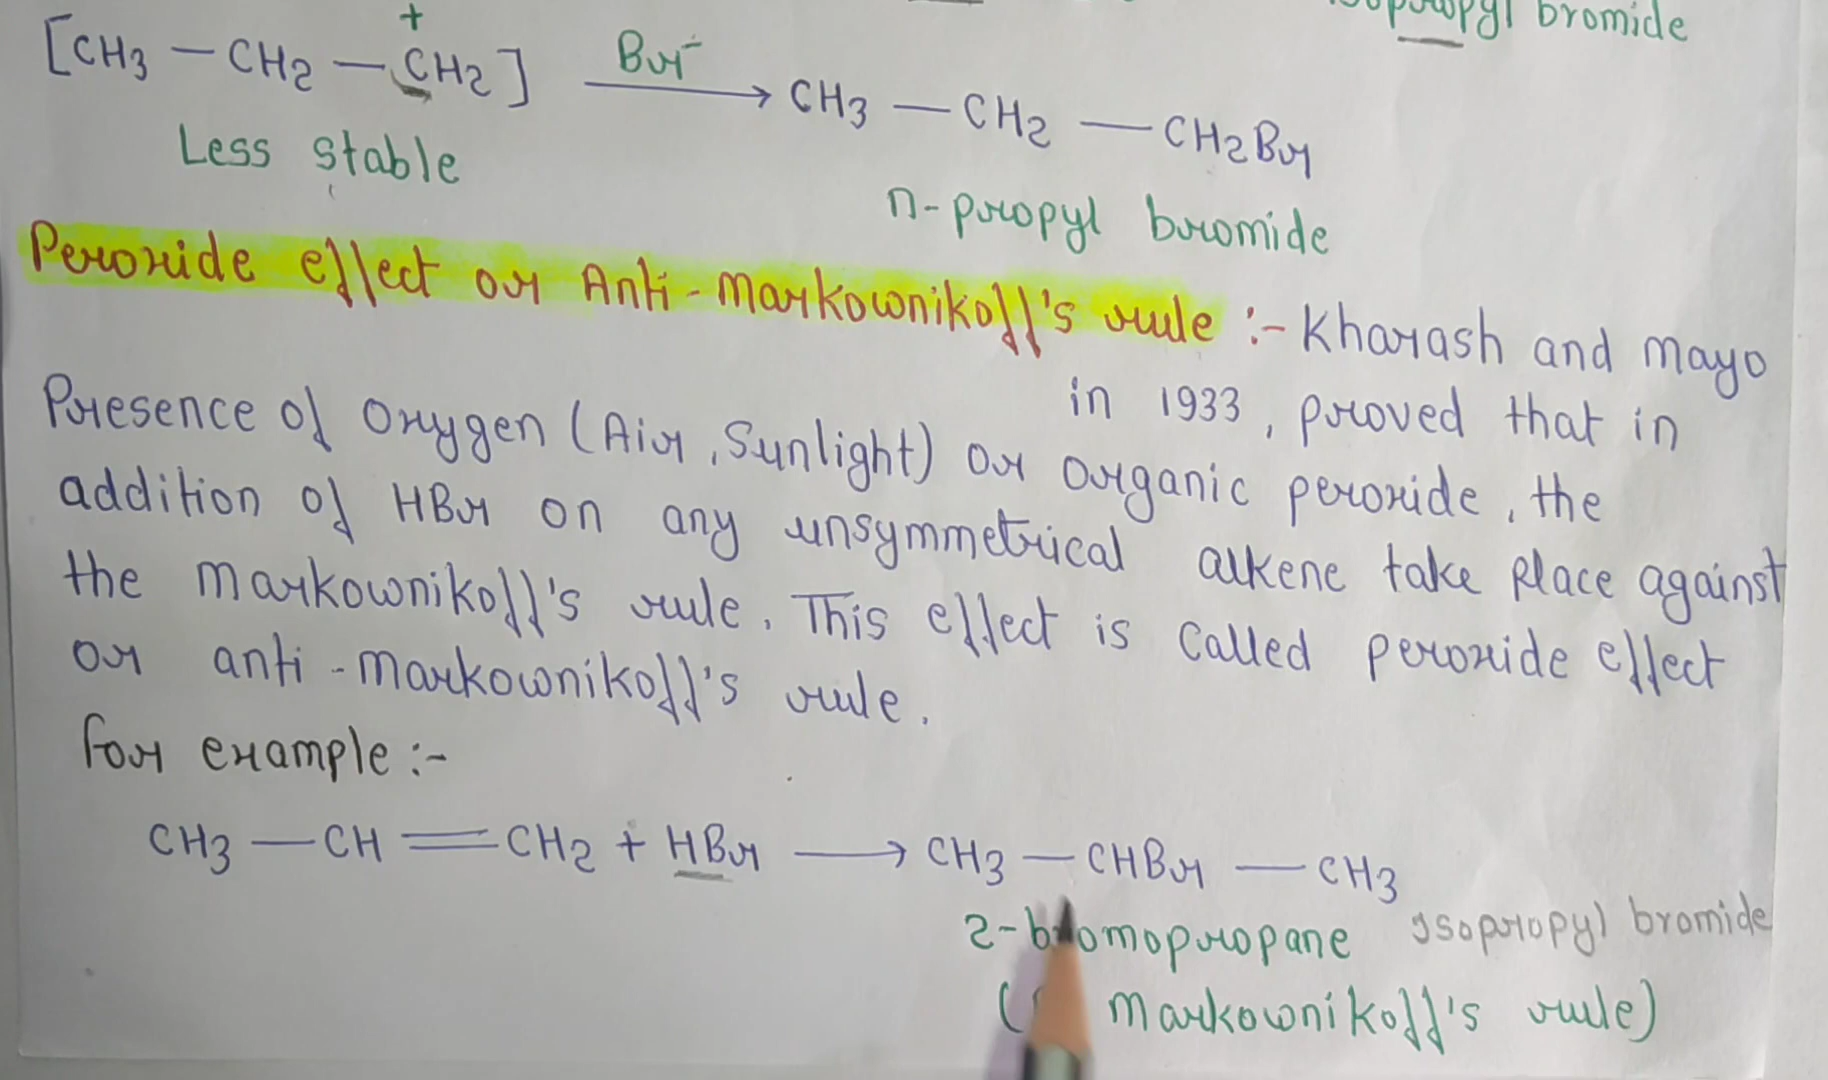 isopropyl bromide
[CH3 — CH2 — C⁺H2] Br⁻ → CH3 — CH2 — CH2Br
Less stable
n-propyl bromide
Peroxide effect or Anti-markownikoff's rule :- Kharash and mayo
in 1933, proved that in
Presence of oxygen (Air, Sunlight) or organic peroxide, the
addition of HBr on any unsymmetrical alkene take place against
the markownikoff's rule. This effect is called peroxide effect
or anti-markownikoff's rule.
for example :-
CH3 — CH = CH2 + HBr → CH3 — CHBr — CH3
2-bromopropane Isopropyl bromide
( markownikoff's rule)